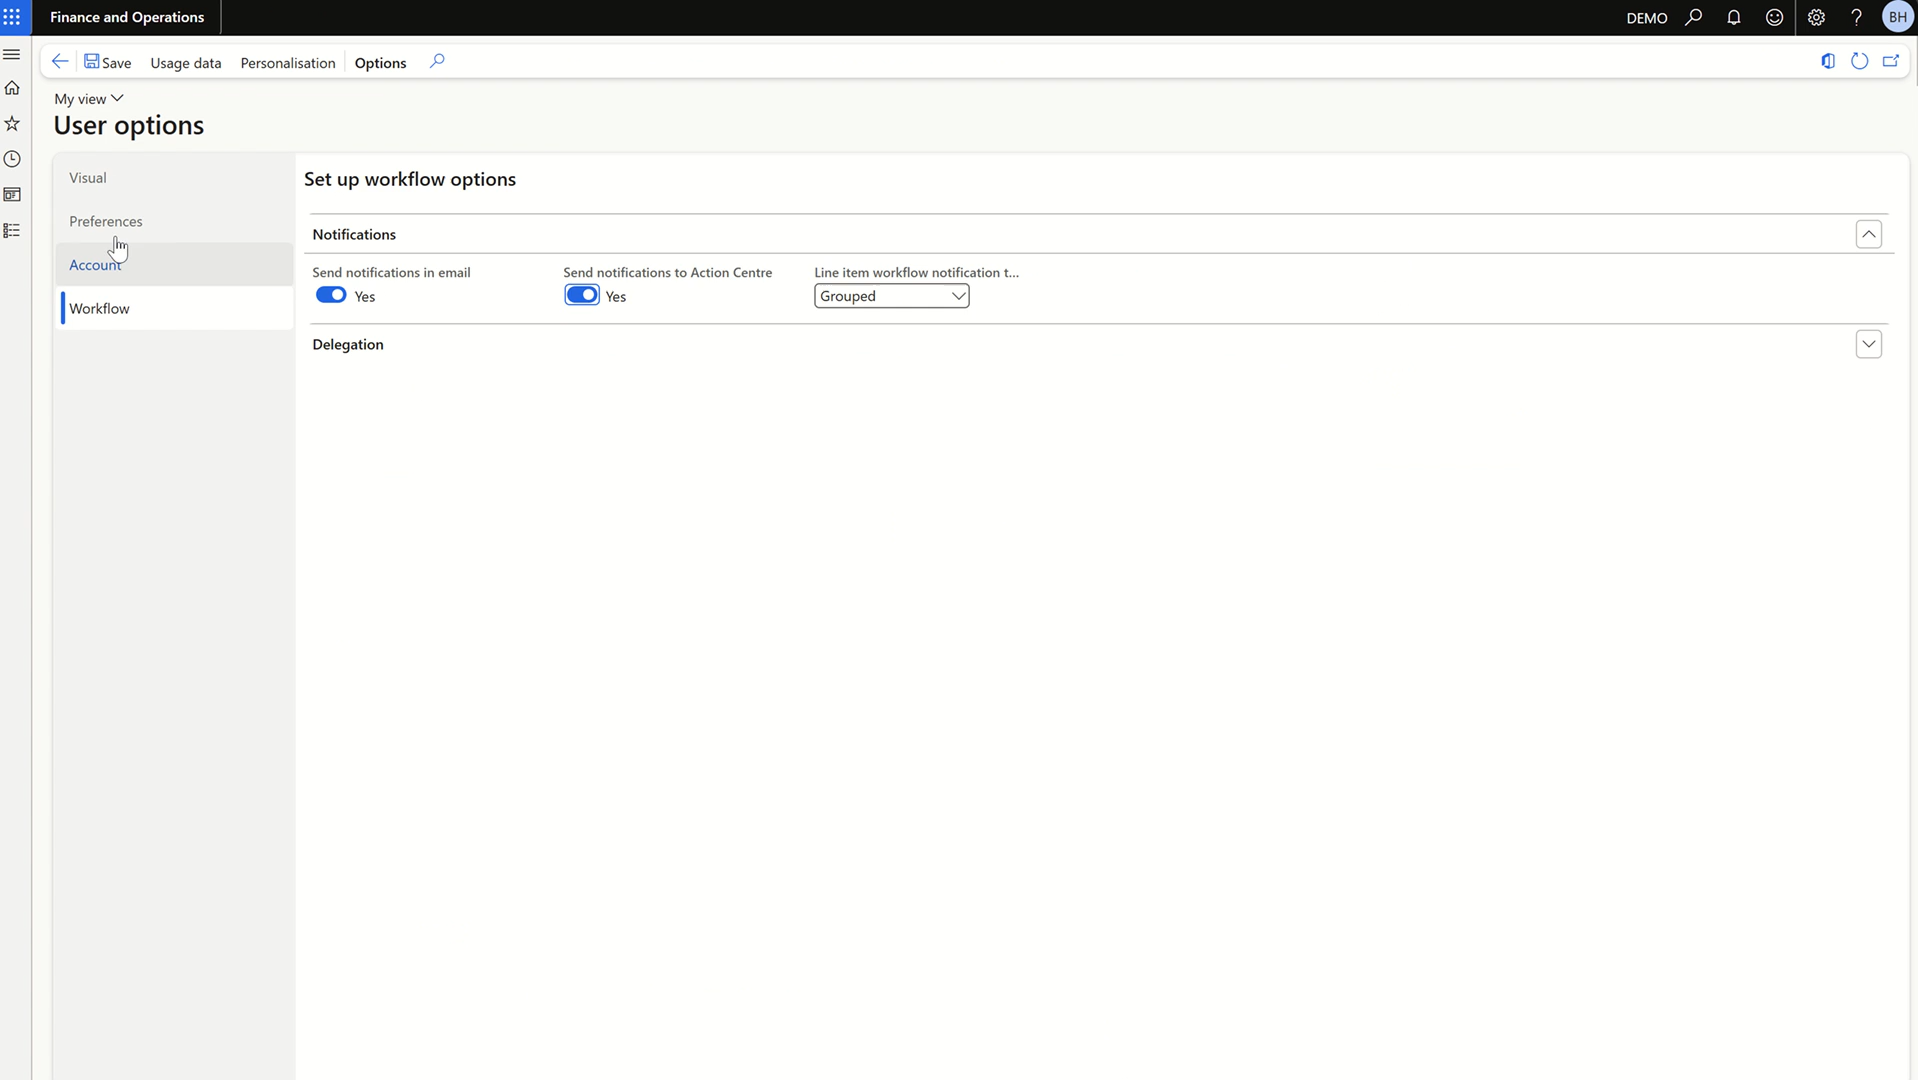 Finance and Operations
DEMO
?
BH
Save
Usage data
Personalisation
Options
My view
User options
Visual
Preferences
Account
Workflow
Set up workflow options
Notifications
Send notifications in email
Yes
Send notifications to Action Centre
Yes
Line item workflow notification t...
Grouped
Delegation